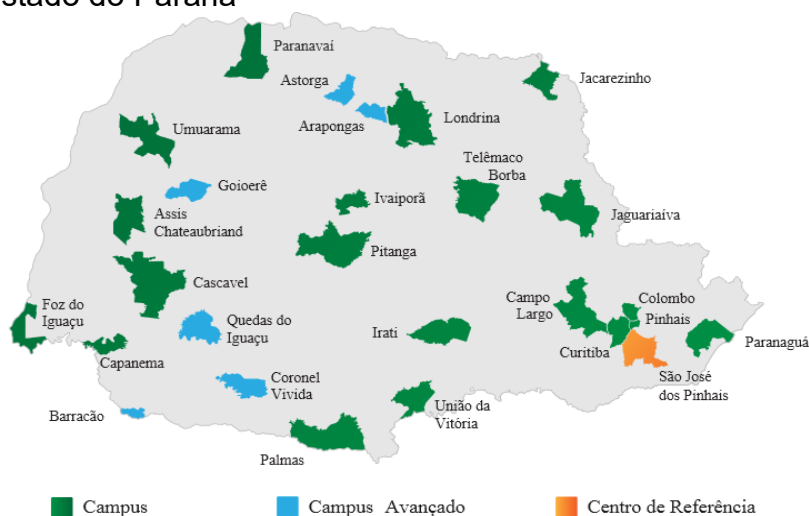 stado do Paraná
Paranavaí
Astorga
Jacarezinho
Arapongas
Londrina
Umuarama
Telêmaco
Borba
Goioerê
Ivaiporã
Assis
Chateaubriand
Jaguariaíva
Pitanga
Cascavel
Foz do
Iguaçu
Campo
Largo
Colombo
Pinhais
Quedas do
Iguaçu
Irati
Curitiba
Paranaguá
Capanema
São José
dos Pinhais
Coronel
Vivida
Barracão
União da
Vitória
Palmas
Campus
Campus Avançado
Centro de Referência